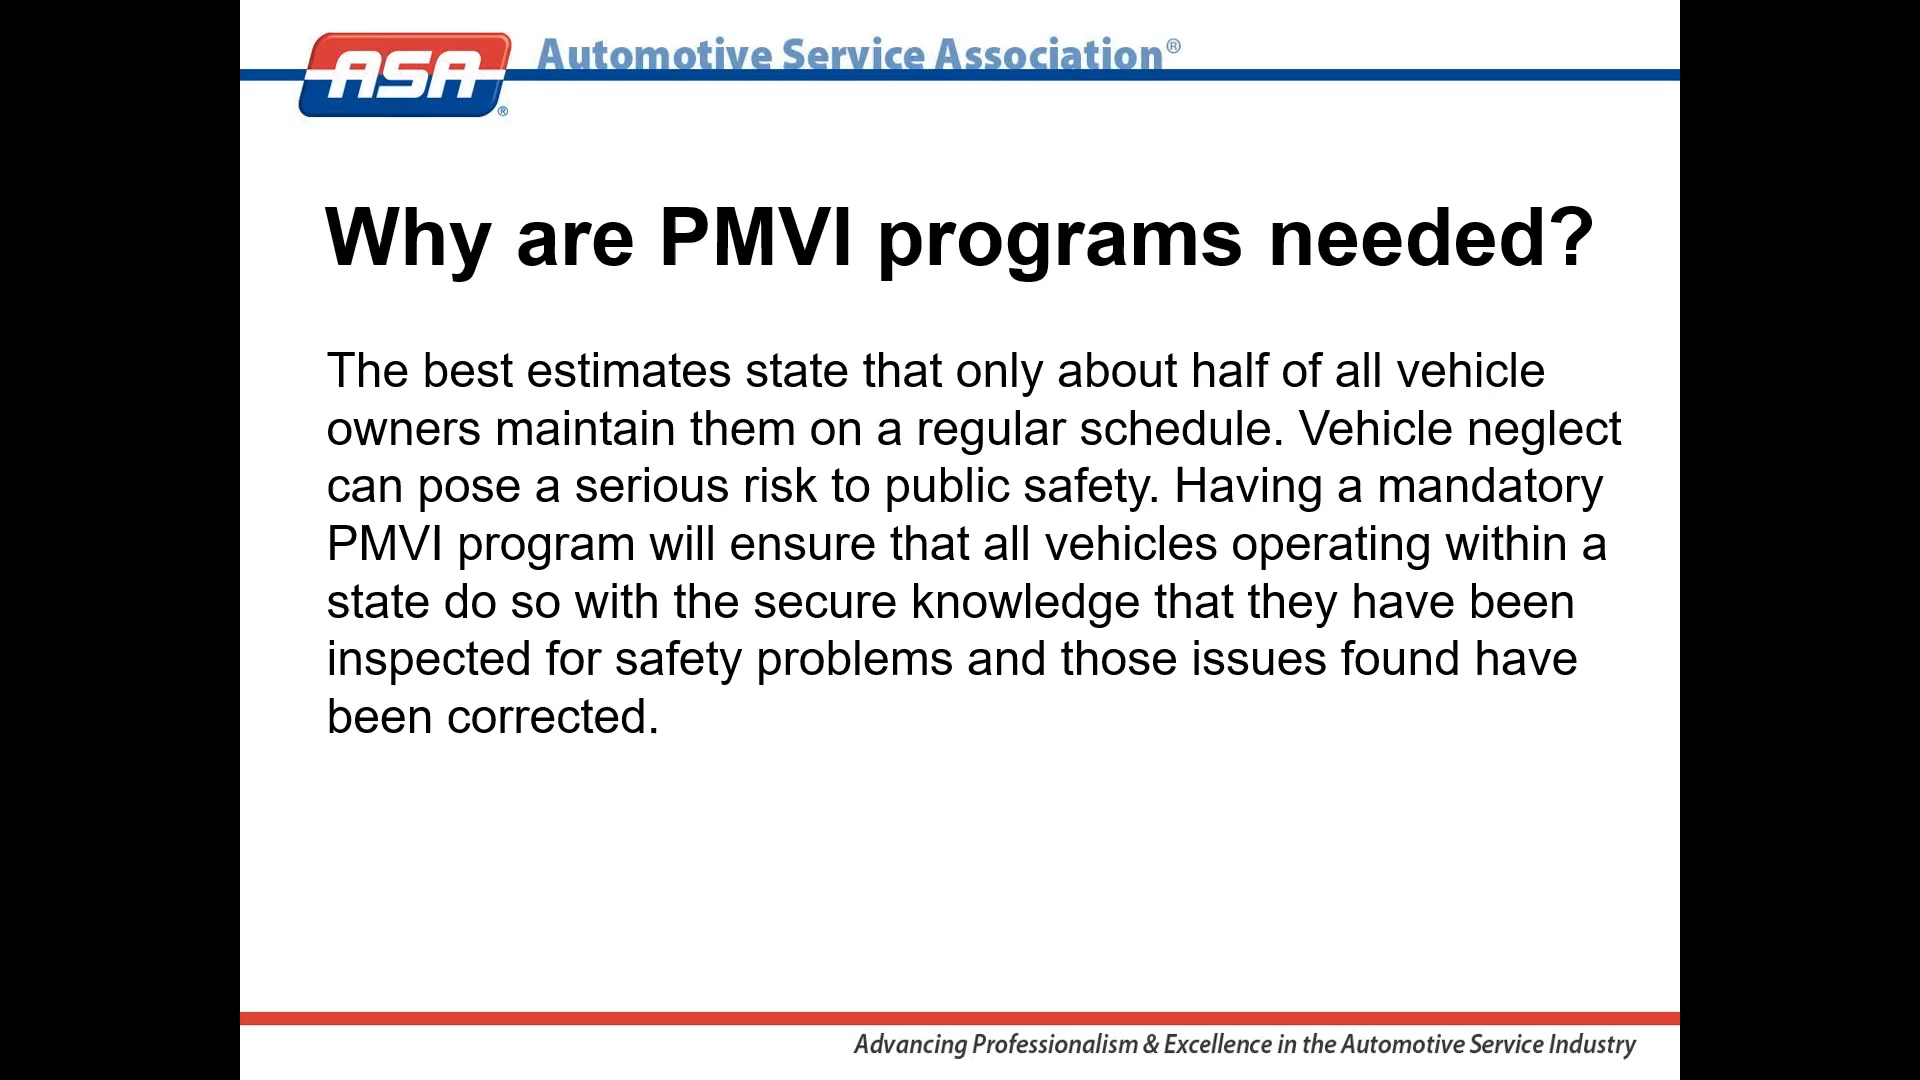 ASA®
Automotive Service Association®
Why are PMVI programs needed?
The best estimates state that only about half of all vehicle
owners maintain them on a regular schedule. Vehicle neglect
can pose a serious risk to public safety. Having a mandatory
PMVI program will ensure that all vehicles operating within a
state do so with the secure knowledge that they have been
inspected for safety problems and those issues found have
been corrected.
Advancing Professionalism & Excellence in the Automotive Service Industry